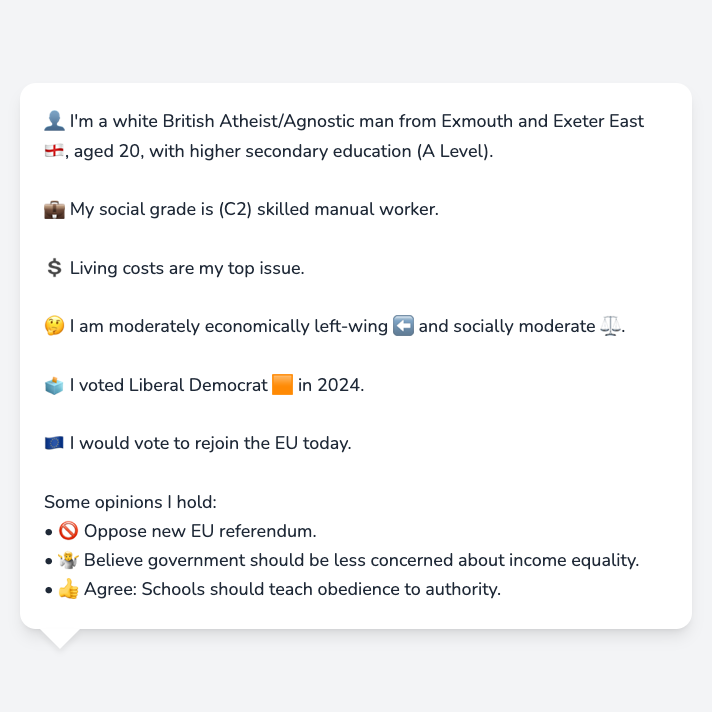 👤 I'm a white British Atheist/Agnostic man from Exmouth and Exeter East
🏴󠁧󠁢󠁥󠁮󠁧󠁿, aged 20, with higher secondary education (A Level).
💼 My social grade is (C2) skilled manual worker.
💲 Living costs are my top issue.
🤔 I am moderately economically left-wing ⬅️ and socially moderate ⚖️.
🗳️ I voted Liberal Democrat 🟧 in 2024.
🇪🇺 I would vote to rejoin the EU today.
Some opinions I hold:
• 🚫 Oppose new EU referendum.
• 🤷 Believe government should be less concerned about income equality.
• 👍 Agree: Schools should teach obedience to authority.